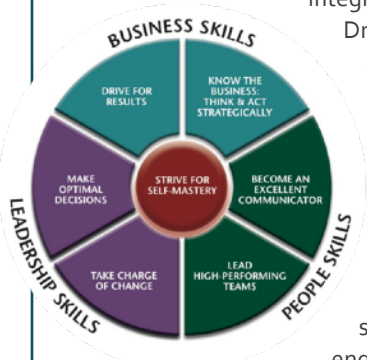 BUSINESS SKILLS
DRIVE FOR
RESULTS
KNOW THE
BUSINESS:
THINK & ACT
STRATEGICALLY
MAKE
OPTIMAL
DECISIONS
STRIVE FOR
SELF-MASTERY
BECOME AN
EXCELLENT
COMMUNICATOR
TAKE CHARGE
OF CHANGE
LEAD
HIGH-PERFORMING
TEAMS
LEADERSHIP SKILLS
PEOPLE SKILLS